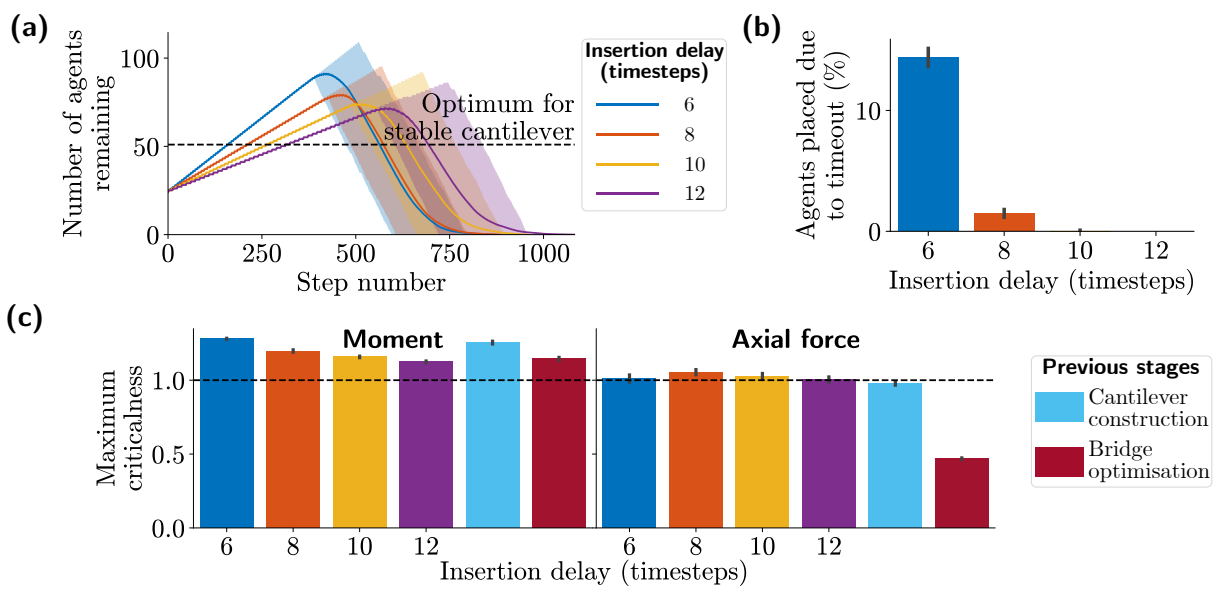 (a)
Number of agents
remaining
100
50
0
0
250
500
750
1000
Step number
Optimum for
stable cantilever
Insertion delay
(timesteps)
6
8
10
12
(b)
Agents placed due
to timeout (%)
10
0
6
8
10
12
Insertion delay (timesteps)
(c)
Maximum
criticalness
1.0
0.5
0.0
Moment
Axial force
6
8
10
12
6
8
10
12
Insertion delay (timesteps)
Previous stages
Cantilever
construction
Bridge
optimisation